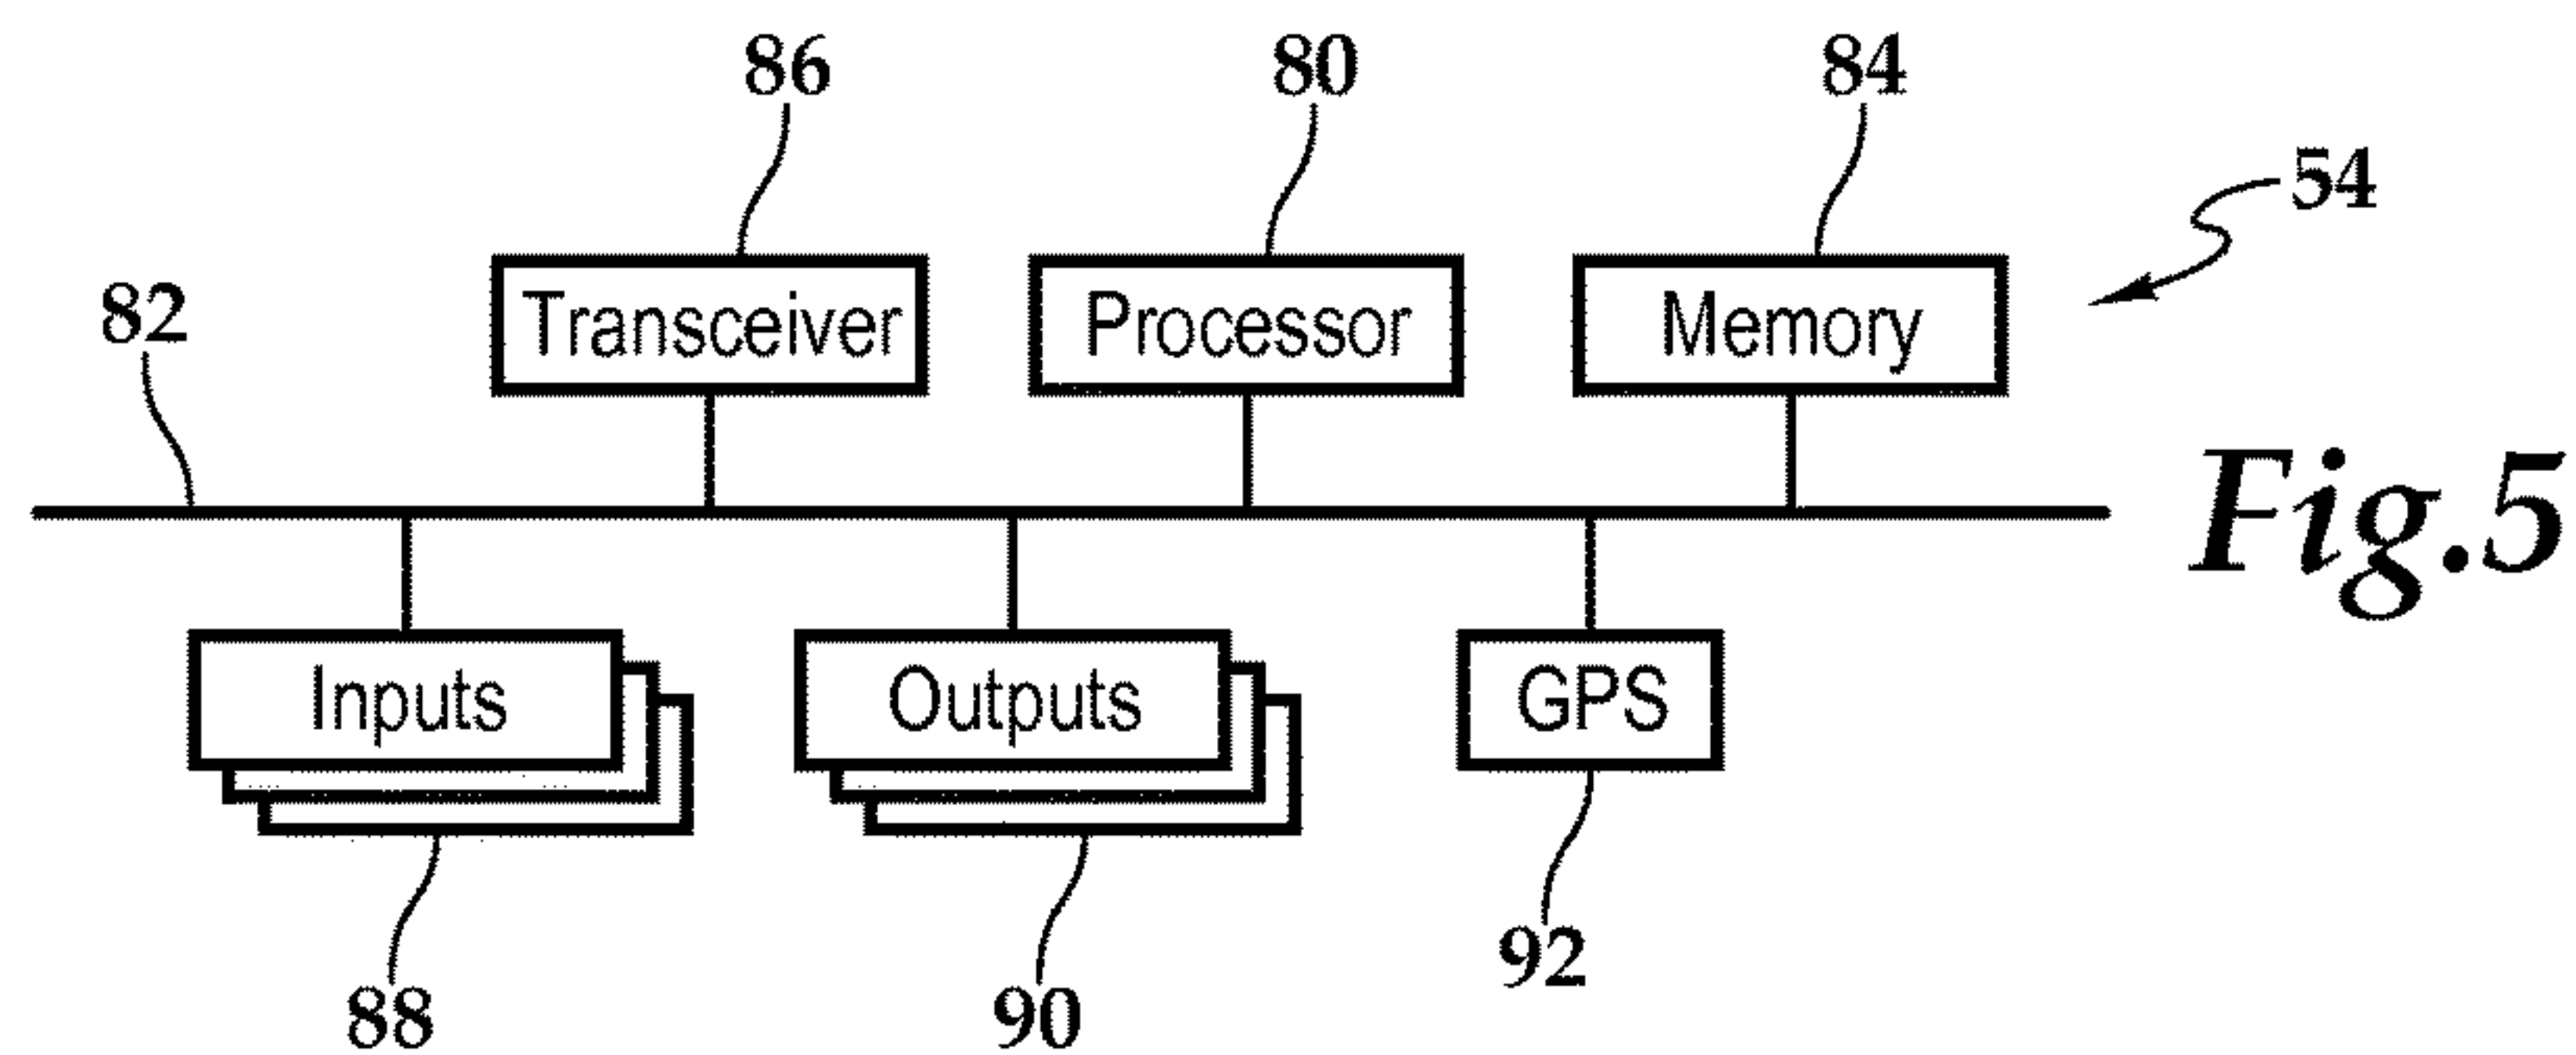 86 80 84
54
82
Transceiver Processor Memory
Fig.5
Inputs Outputs GPS
92
88 90